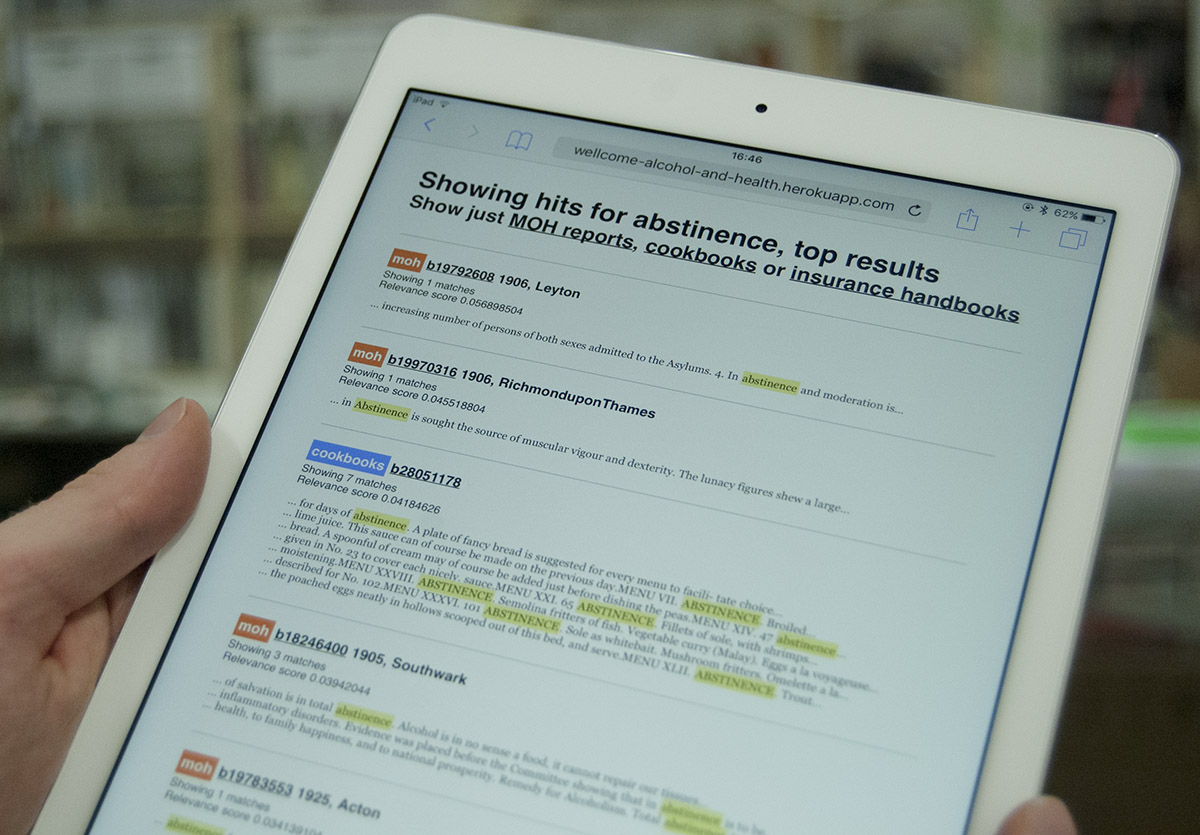 iPad
16:46
62%
wellcome-alcohol-and-health.herokuapp.com
Showing hits for abstinence, top results
Show just MOH reports, cookbooks or insurance handbooks
moh b19792608 1906, Leyton
Showing 1 matches
Relevance score 0.056898504
... increasing number of persons of both sexes admitted to the Asylums. 4. In abstinence and moderation is...
moh b19970316 1906, RichmonduponThames
Showing 1 matches
Relevance score 0.045518804
... in Abstinence is sought the source of muscular vigour and dexterity. The lunacy figures shew a large...
cookbooks b28051178
Showing 7 matches
Relevance score 0.04184626
... for days of abstinence. A plate of fancy bread is suggested for every menu to facili- tate choice...
... lime juice. This sauce can of course be made on the previous day.MENU VII. ABSTINENCE. Broiled...
... bread. A spoonful of cream may of course be added just before dishing the peas.MENU XIV. 47 abstinence...
... given in No. 23 to cover each nicely. sauce.MENU XXI. 65 ABSTINENCE. Fillets of sole, with shrimps...
... moistening.MENU XXVIII. ABSTINENCE. Semolina fritters of fish. Vegetable curry (Malay). Eggs a la voyageuse...
... described for No. 102.MENU XXXVI. 101 ABSTINENCE. Sole as whitebait. Mushroom fritters. Omelette a la...
... the poached eggs neatly in hollows scooped out of this bed, and serve.MENU XLII. ABSTINENCE. Trout...
moh b18246400 1905, Southwark
Showing 3 matches
Relevance score 0.03942044
... of salvation is in total abstinence. Alcohol is in no sense a food, it cannot repair our tissues...
... inflammatory disorders. Evidence was placed before the Committee showing that in abstinence is to be...
... health, to family happiness, and to national prosperity. Remedy for Alcoholism. Total abstinence
moh b19783553 1925, Acton
Showing 1 matches
Relevance score 0.034139104
... abstinence